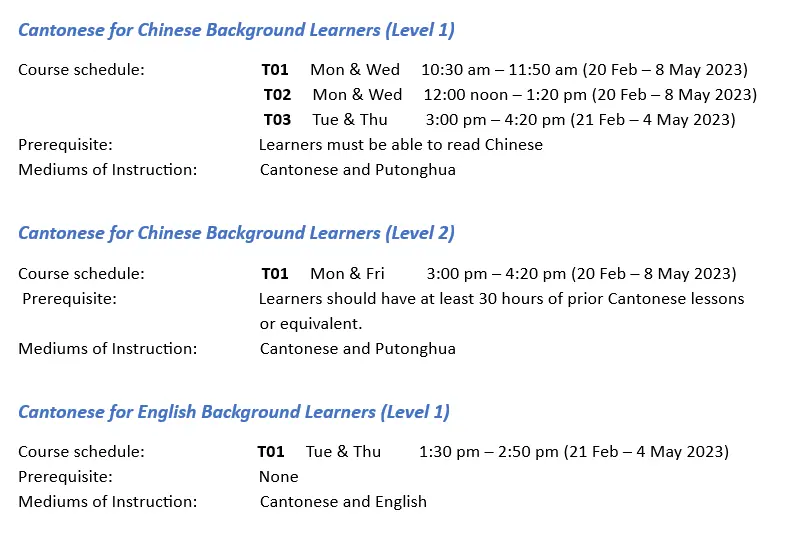 Cantonese for Chinese Background Learners (Level 1)
Course schedule: T01 Mon & Wed 10:30 am – 11:50 am (20 Feb – 8 May 2023)
T02 Mon & Wed 12:00 noon – 1:20 pm (20 Feb – 8 May 2023)
T03 Tue & Thu 3:00 pm – 4:20 pm (21 Feb – 4 May 2023)
Prerequisite: Learners must be able to read Chinese
Mediums of Instruction: Cantonese and Putonghua
Cantonese for Chinese Background Learners (Level 2)
Course schedule: T01 Mon & Fri 3:00 pm – 4:20 pm (20 Feb – 8 May 2023)
Prerequisite: Learners should have at least 30 hours of prior Cantonese lessons
or equivalent.
Mediums of Instruction: Cantonese and Putonghua
Cantonese for English Background Learners (Level 1)
Course schedule: T01 Tue & Thu 1:30 pm – 2:50 pm (21 Feb – 4 May 2023)
Prerequisite: None
Mediums of Instruction: Cantonese and English